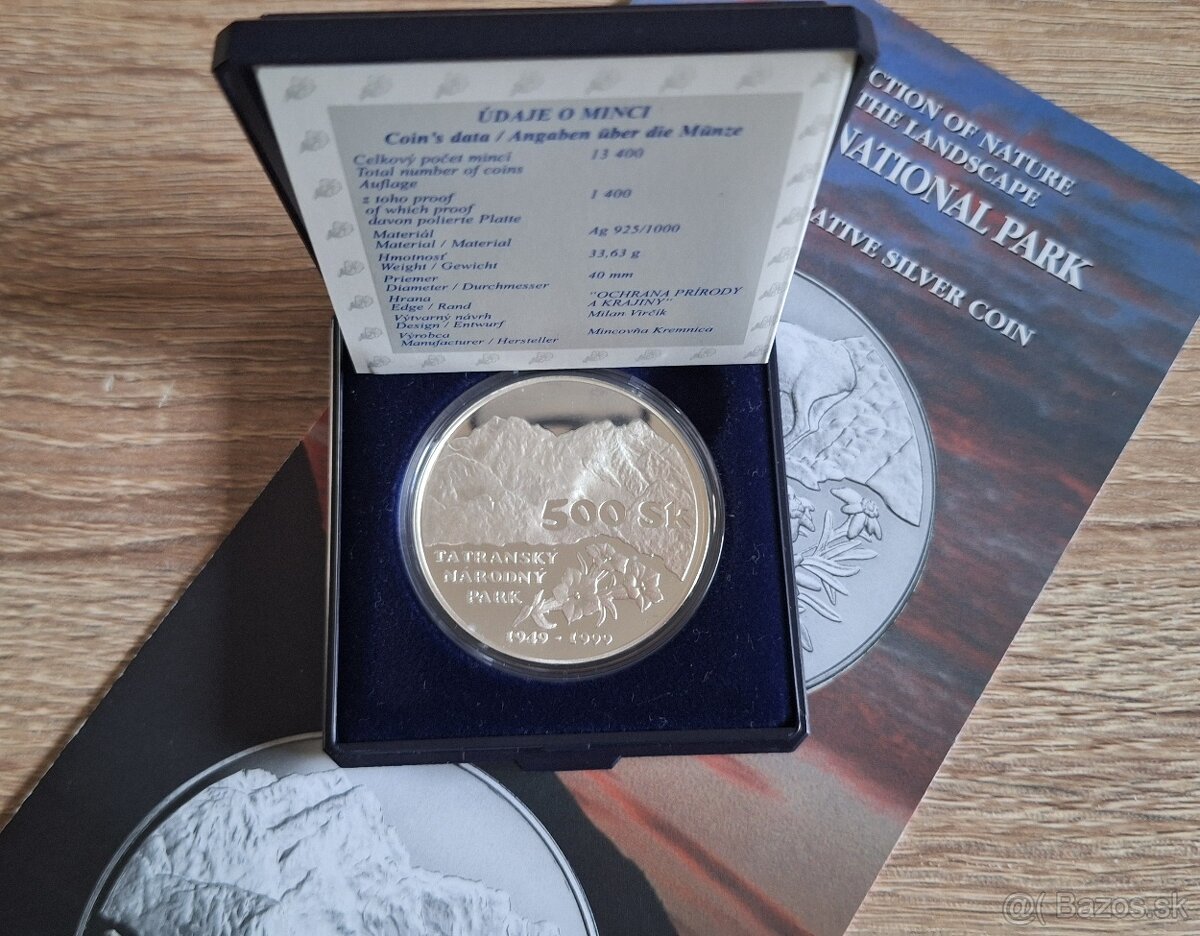 ÚDAJE O MINCI
Coin's data / Angaben über die Münze
Celkový počet mincí 13 400
Total number of coins
Auflage
z toho proof 1 400
of which proof
davon polierte Platte
Materiál Ag 925/1000
Material / Material
Hmotnosť 33,63 g
Weight / Gewicht
Priemer 40 mm
Diameter / Durchmesser
Hrana "OCHRANA PRÍRODY
Edge / Rand A KRAJINY"
Výtvarný návrh Milan Virčík
Design / Entwurf
Výrobca Mincovňa Kremnica
Manufacturer / Hersteller
500 Sk
TATRANSKÝ
NÁRODNÝ
PARK
1949 - 1999
CTION OF NATURE
THE LANDSCAPE
NATIONAL PARK
ATIVE SILVER COIN
@( Bazos.sk